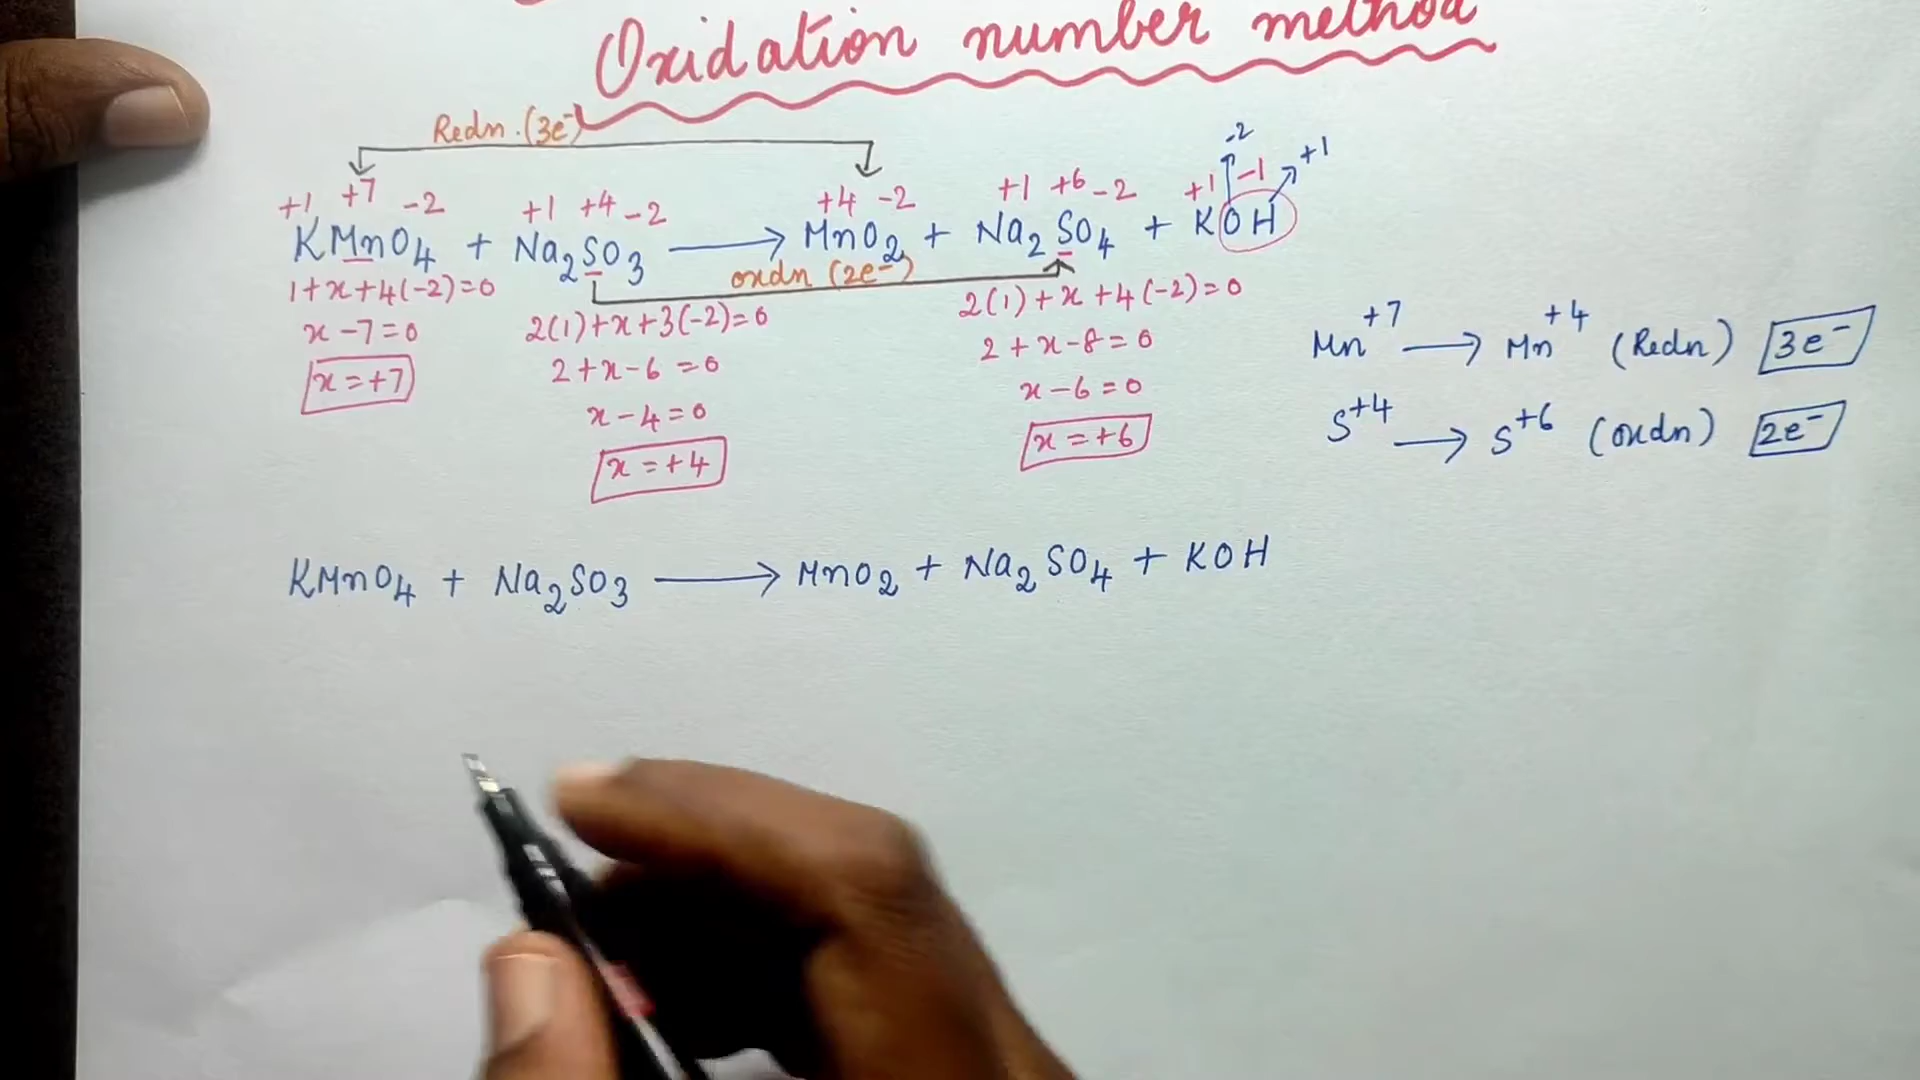 Oxidation number method
Redn. (3e⁻)
-2
+1
+1 +7 -2 +1 +4 -2 +4 -2 +1 +6 -2 +1 -1
KMnO₄ + Na₂SO₃ ⟶ MnO₂ + Na₂SO₄ + KOH
oxdn (2e⁻)
1+x+4(-2)=0
x-7=0
x=+7
2(1)+x+3(-2)=0
2+x-6=0
x-4=0
x=+4
2(1)+x+4(-2)=0
2+x-8=0
x-6=0
x=+6
Mn⁺⁷ ⟶ Mn⁺⁴ (Redn) 3e⁻
S⁺⁴ ⟶ S⁺⁶ (oxdn) 2e⁻
KMnO₄ + Na₂SO₃ ⟶ MnO₂ + Na₂SO₄ + KOH